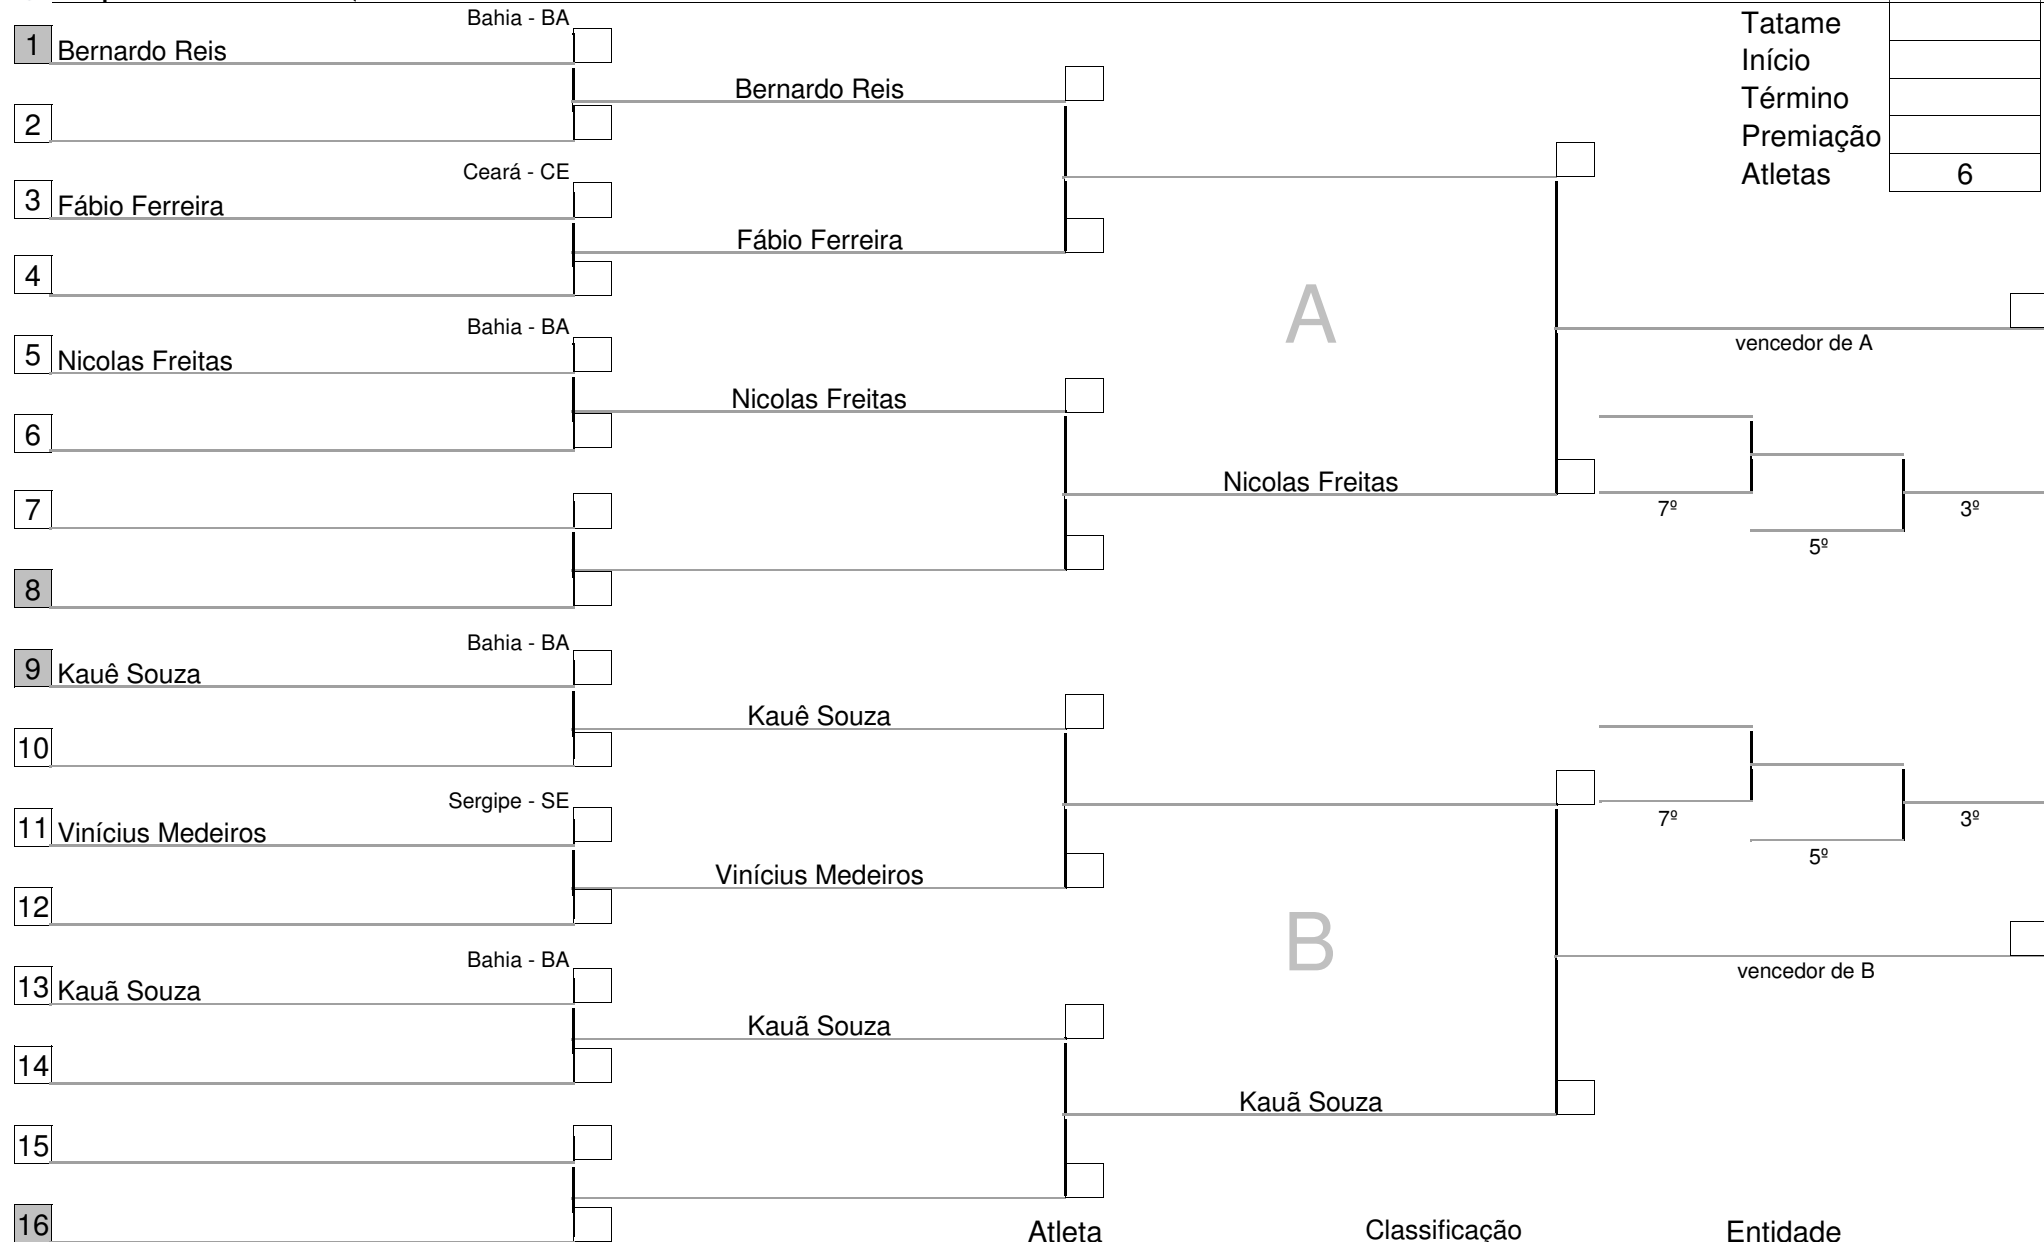 Bahia - BA
1 Bernardo Reis
Bernardo Reis
2
Ceará - CE
3 Fábio Ferreira
Fábio Ferreira
4
Bahia - BA
5 Nicolas Freitas
Nicolas Freitas
6
Nicolas Freitas
7
8
Bahia - BA
9 Kauê Souza
Kauê Souza
10
Sergipe - SE
11 Vinícius Medeiros
Vinícius Medeiros
12
Bahia - BA
13 Kauã Souza
Kauã Souza
14
Kauã Souza
15
16
A
B
Tatame
Início
Término
Premiação
Atletas 6
vencedor de A
7º
3º
5º
7º
3º
5º
vencedor de B
Atleta Classificação Entidade